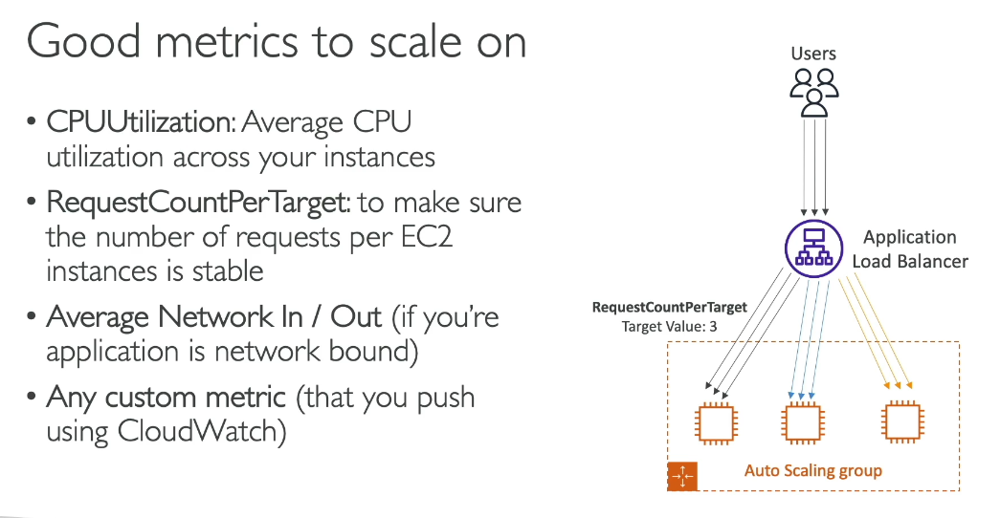 Good metrics to scale on
• CPUUtilization: Average CPU
utilization across your instances
• RequestCountPerTarget: to make sure
the number of requests per EC2
instances is stable
• Average Network In / Out (if you're
application is network bound)
• Any custom metric (that you push
using CloudWatch)
Users
Application
Load Balancer
RequestCountPerTarget
Target Value: 3
Auto Scaling group